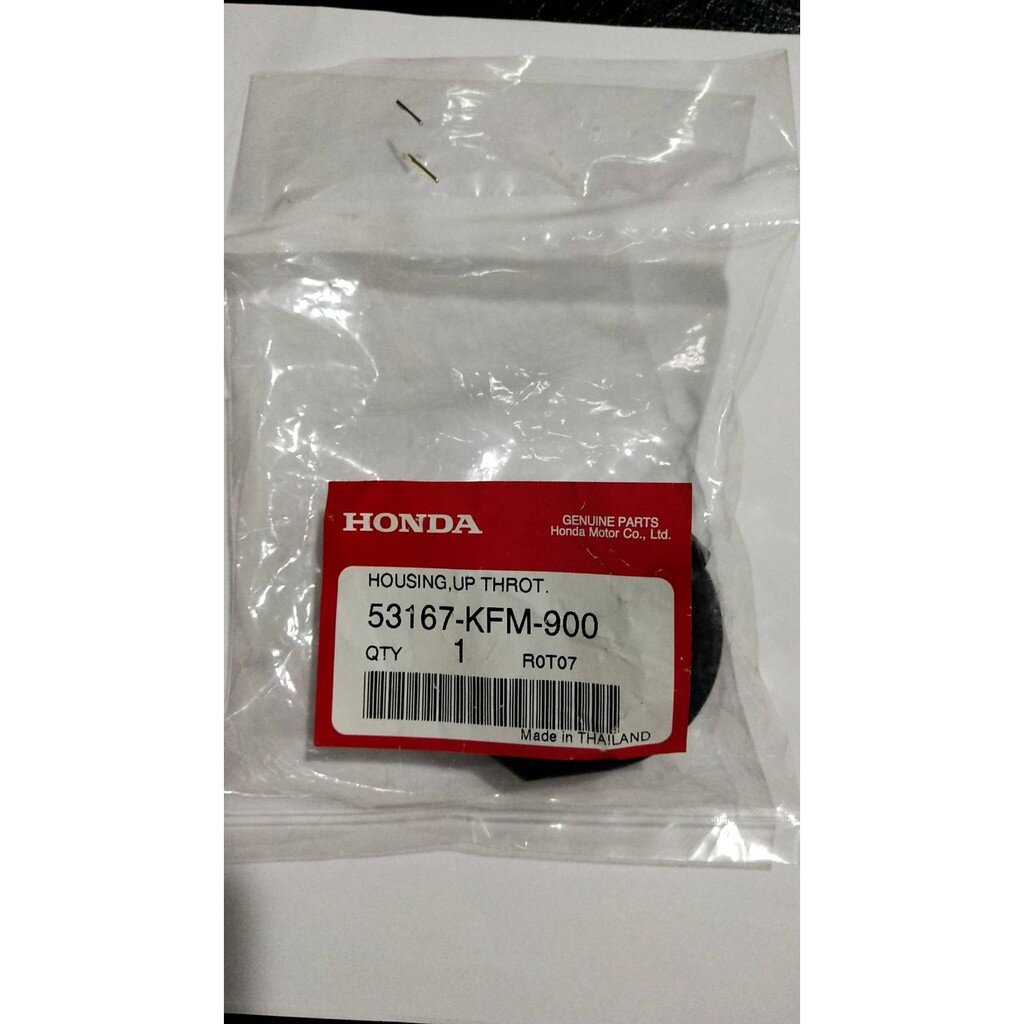 HONDA
GENUINE PARTS
Honda Motor Co., Ltd.
HOUSING,UP THROT.
53167-KFM-900
QTY 1 R0T07
Made in THAILAND